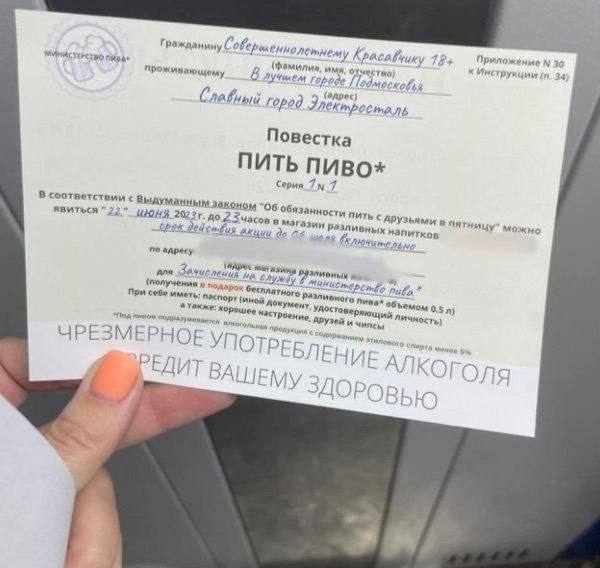 МИНИСТЕРСТВО ПИВА*
Гражданину Совершеннолетнему Красавчику 18+
(фамилия, имя, отчество)
проживающему В лучшем городе Подмосковья
(адрес)
Славный город Электросталь
Приложение N 30
к Инструкции (п. 34)
Повестка
ПИТЬ ПИВО*
Серия 1 N 1
В соответствии с Выдуманным законом "Об обязанности пить с друзьями в пятницу" можно
явиться "22" июня 2023 г. до 23 часов в магазин разливных напитков
срок действия акции до 06 июля включительно
по адресу
(адрес магазина разливных
для Зачисления на службу в министерство пива*
(получения в подарок бесплатного разливного пива* объемом 0.5 л)
При себе иметь: паспорт (иной документ, удостоверяющий личность)
а также: хорошее настроение, друзей и чипсы
*Под пивом подразумевается алкогольная продукция с содержанием этилового спирта менее 5%
ЧРЕЗМЕРНОЕ УПОТРЕБЛЕНИЕ АЛКОГОЛЯ
ВРЕДИТ ВАШЕМУ ЗДОРОВЬЮ